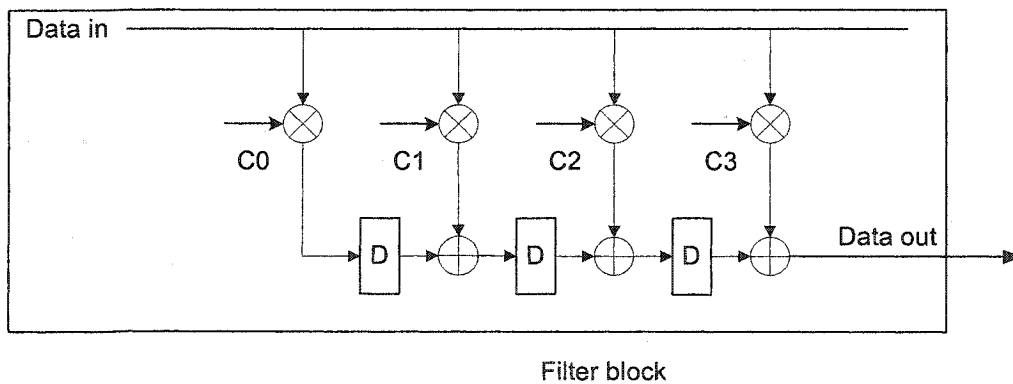 Data in
C0
C1
C2
C3
D
D
D
Data out
Filter block